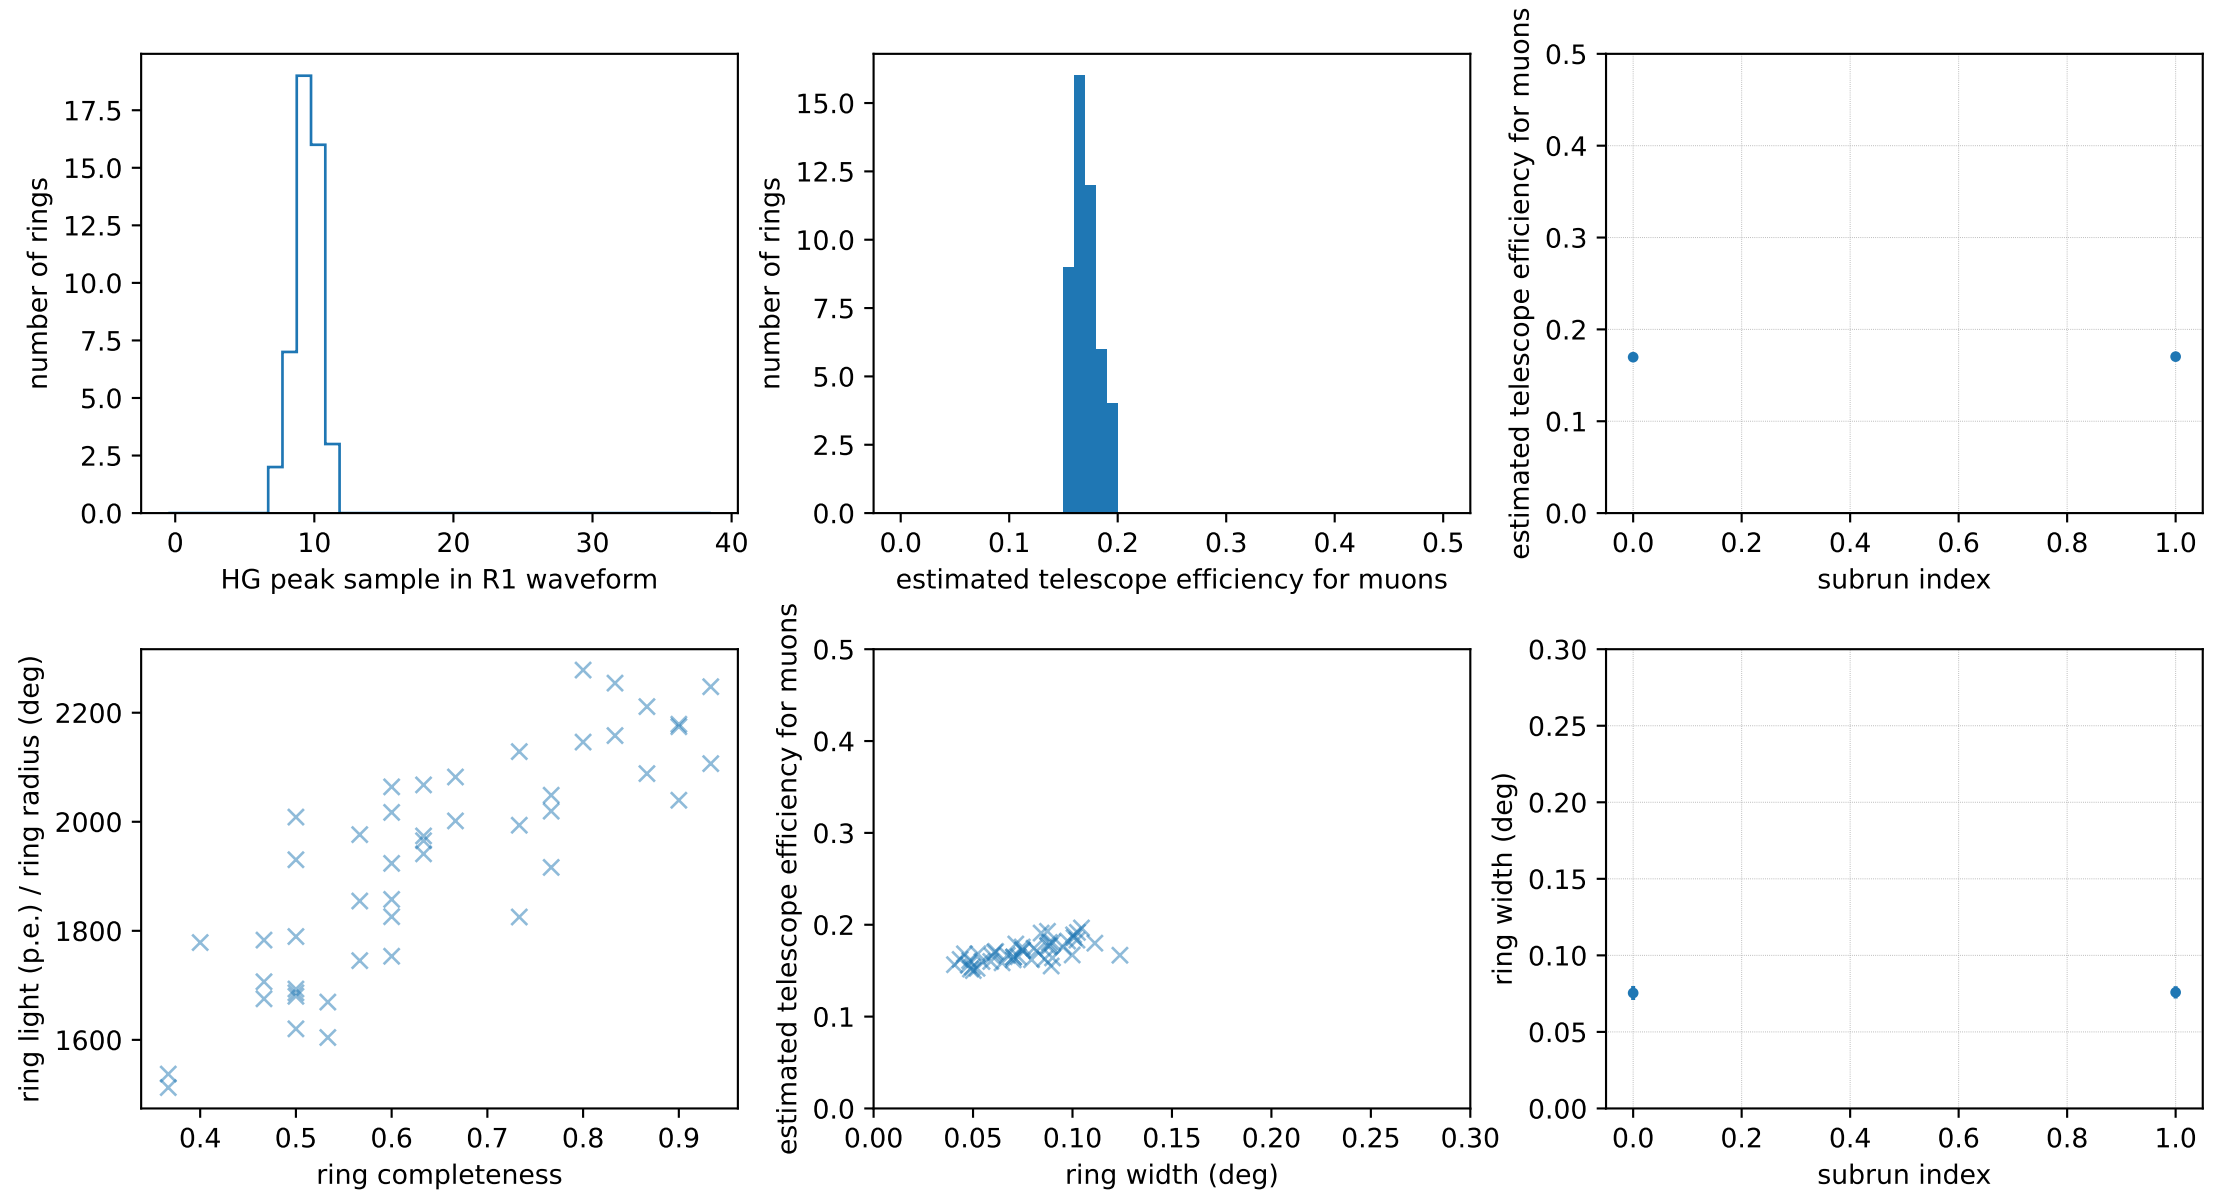 number of rings
17.5
15.0
12.5
10.0
7.5
5.0
2.5
0.0
0 10 20 30 40
HG peak sample in R1 waveform
number of rings
15.0
12.5
10.0
7.5
5.0
2.5
0.0
0.0 0.1 0.2 0.3 0.4 0.5
estimated telescope efficiency for muons
estimated telescope efficiency for muons
0.5
0.4
0.3
0.2
0.1
0.0
0.0 0.2 0.4 0.6 0.8 1.0
subrun index
ring light (p.e.) / ring radius (deg)
2200
2000
1800
1600
0.4 0.5 0.6 0.7 0.8 0.9
ring completeness
estimated telescope efficiency for muons
0.5
0.4
0.3
0.2
0.1
0.0
0.00 0.05 0.10 0.15 0.20 0.25 0.30
ring width (deg)
ring width (deg)
0.30
0.25
0.20
0.15
0.10
0.05
0.00
0.0 0.2 0.4 0.6 0.8 1.0
subrun index